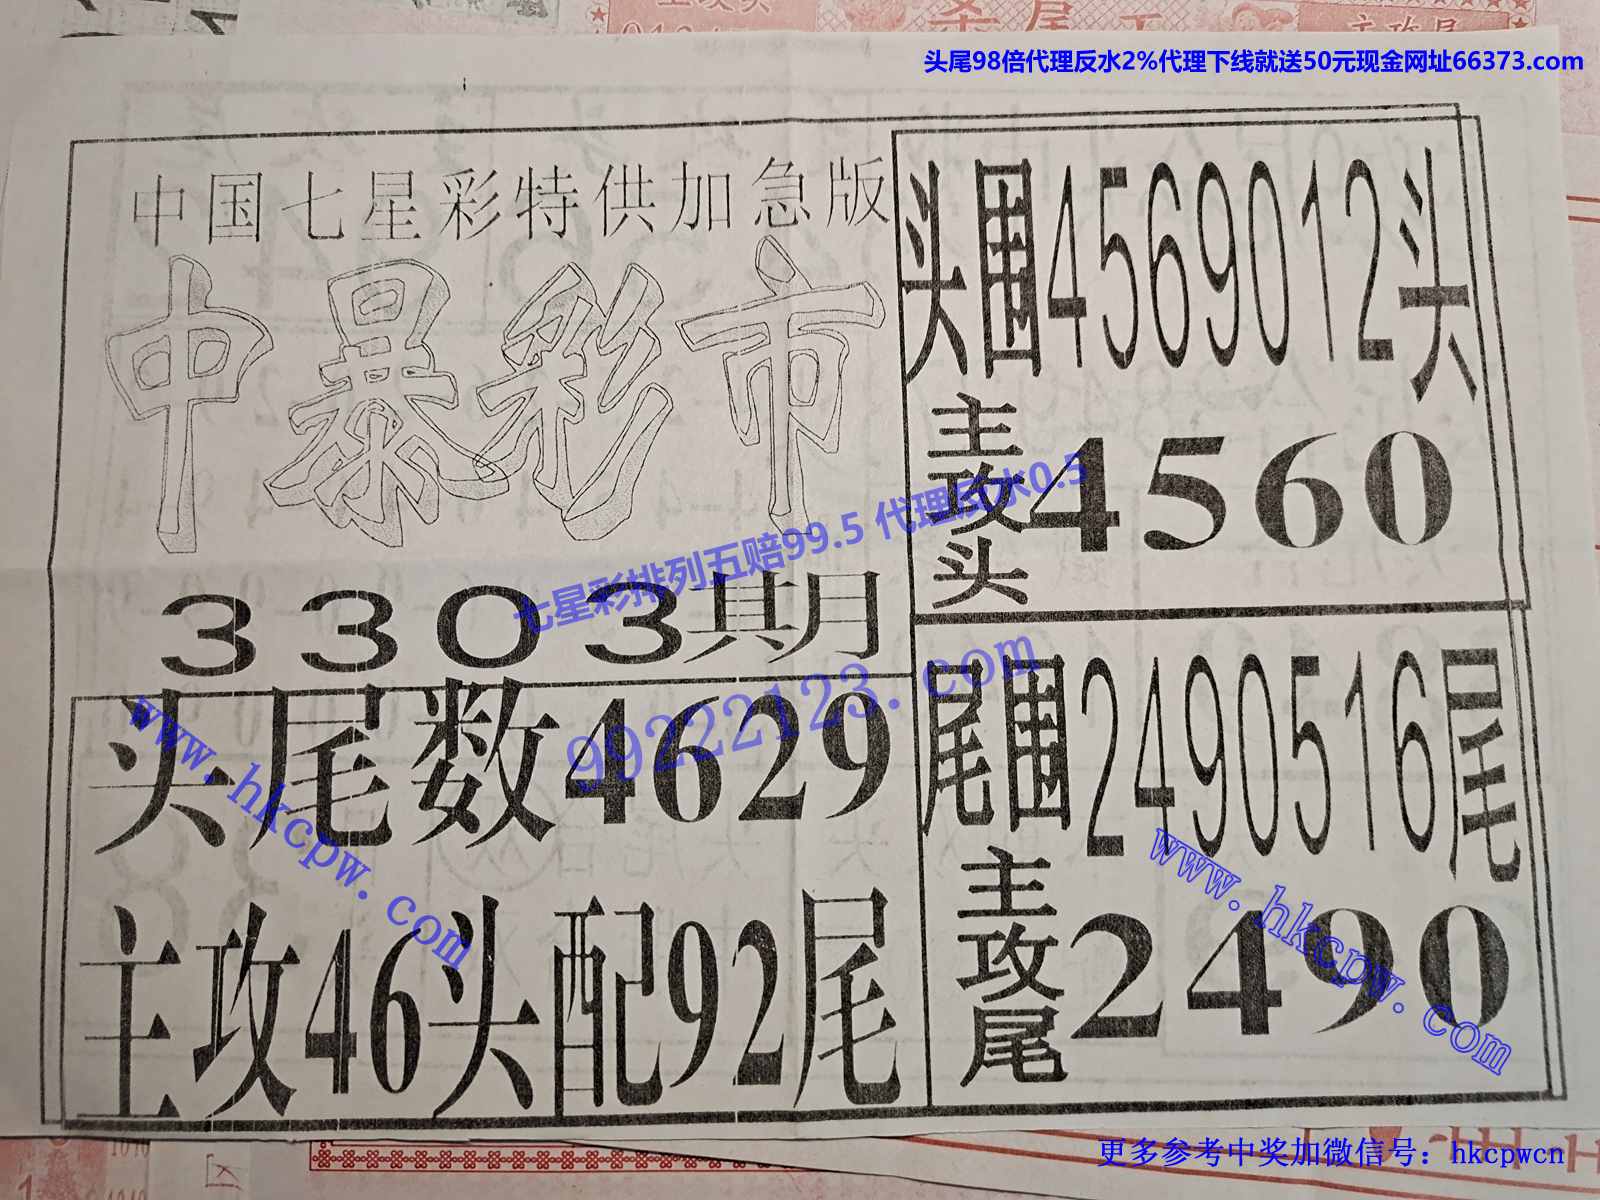 头尾98倍代理反水2%代理下线就送50元现金网址66373.com
中国七星彩特供加急版
中暴彩市
3303期
头尾数4629
主攻46头配92尾
头围4569012头
主攻头4560
尾围2490516尾
主攻尾2490
七星彩排列五赔99.5 代理反水0.5
99222123.com
www.hkcpw.com
www.hkcpw.com
更多参考中奖加微信号：hkcpwcn